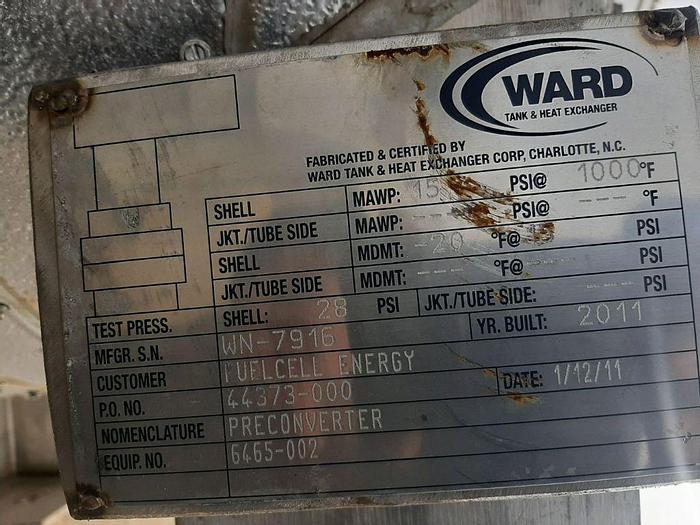 WARD
TANK & HEAT EXCHANGER
FABRICATED & CERTIFIED BY
WARD TANK & HEAT EXCHANGER CORP, CHARLOTTE, N.C.
SHELL MAWP: 15 PSI@ 1000 °F
JKT./TUBE SIDE MAWP: -- PSI@ --- °F
SHELL MDMT: -20 °F@ --- PSI
JKT./TUBE SIDE MDMT: --- °F@ --- PSI
TEST PRESS. SHELL: 28 PSI JKT./TUBE SIDE: --- PSI
MFGR. S.N. WN-7916 YR. BUILT: 2011
CUSTOMER FUELCELL ENERGY
P.O. NO. 44373-000 DATE: 1/12/11
NOMENCLATURE PRECONVERTER
EQUIP. NO. 6465-002